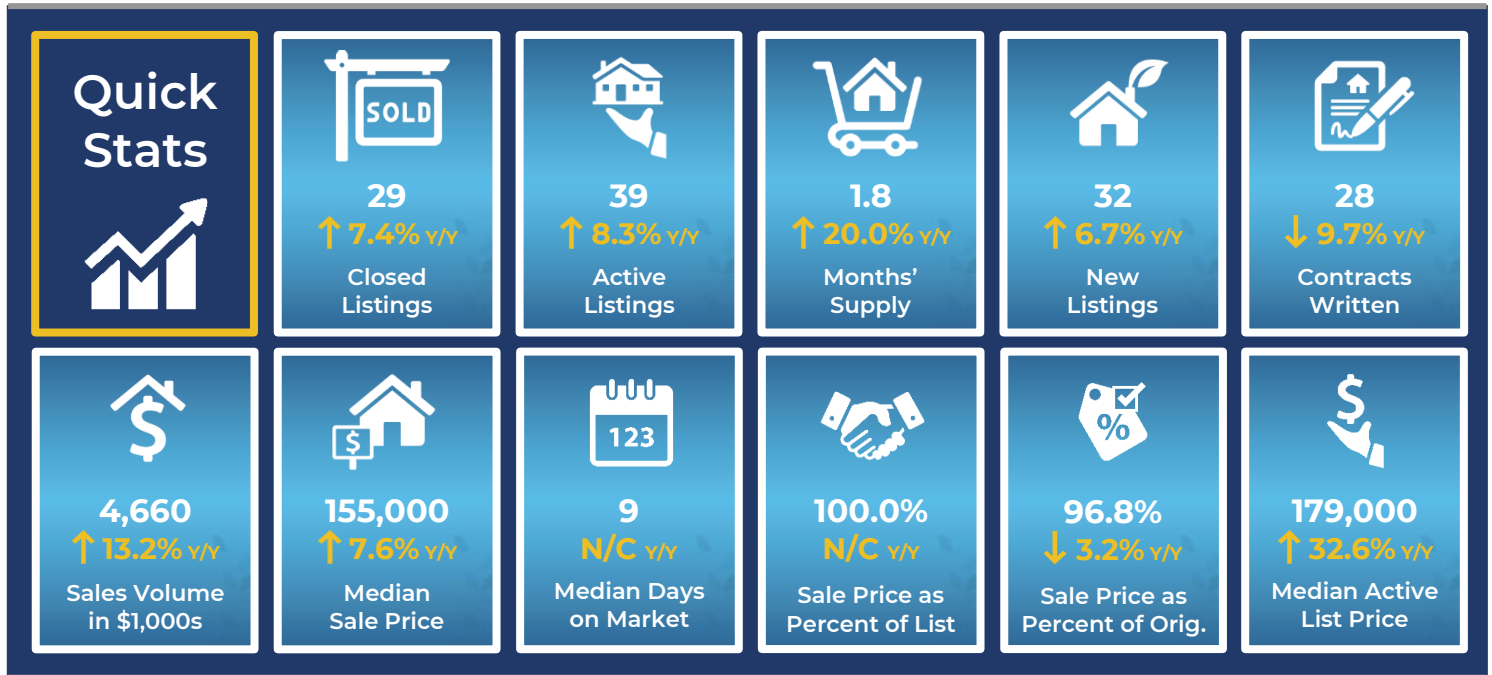 Quick
Stats
SOLD
29
↑ 7.4% Y/Y
Closed
Listings
39
↑ 8.3% Y/Y
Active
Listings
1.8
↑ 20.0% Y/Y
Months’
Supply
32
↑ 6.7% Y/Y
New
Listings
28
↓ 9.7% Y/Y
Contracts
Written
$
4,660
↑ 13.2% Y/Y
Sales Volume
in $1,000s
$
155,000
↑ 7.6% Y/Y
Median
Sale Price
123
9
N/C Y/Y
Median Days
on Market
100.0%
N/C Y/Y
Sale Price as
Percent of List
%
96.8%
↓ 3.2% Y/Y
Sale Price as
Percent of Orig.
$
179,000
↑ 32.6% Y/Y
Median Active
List Price